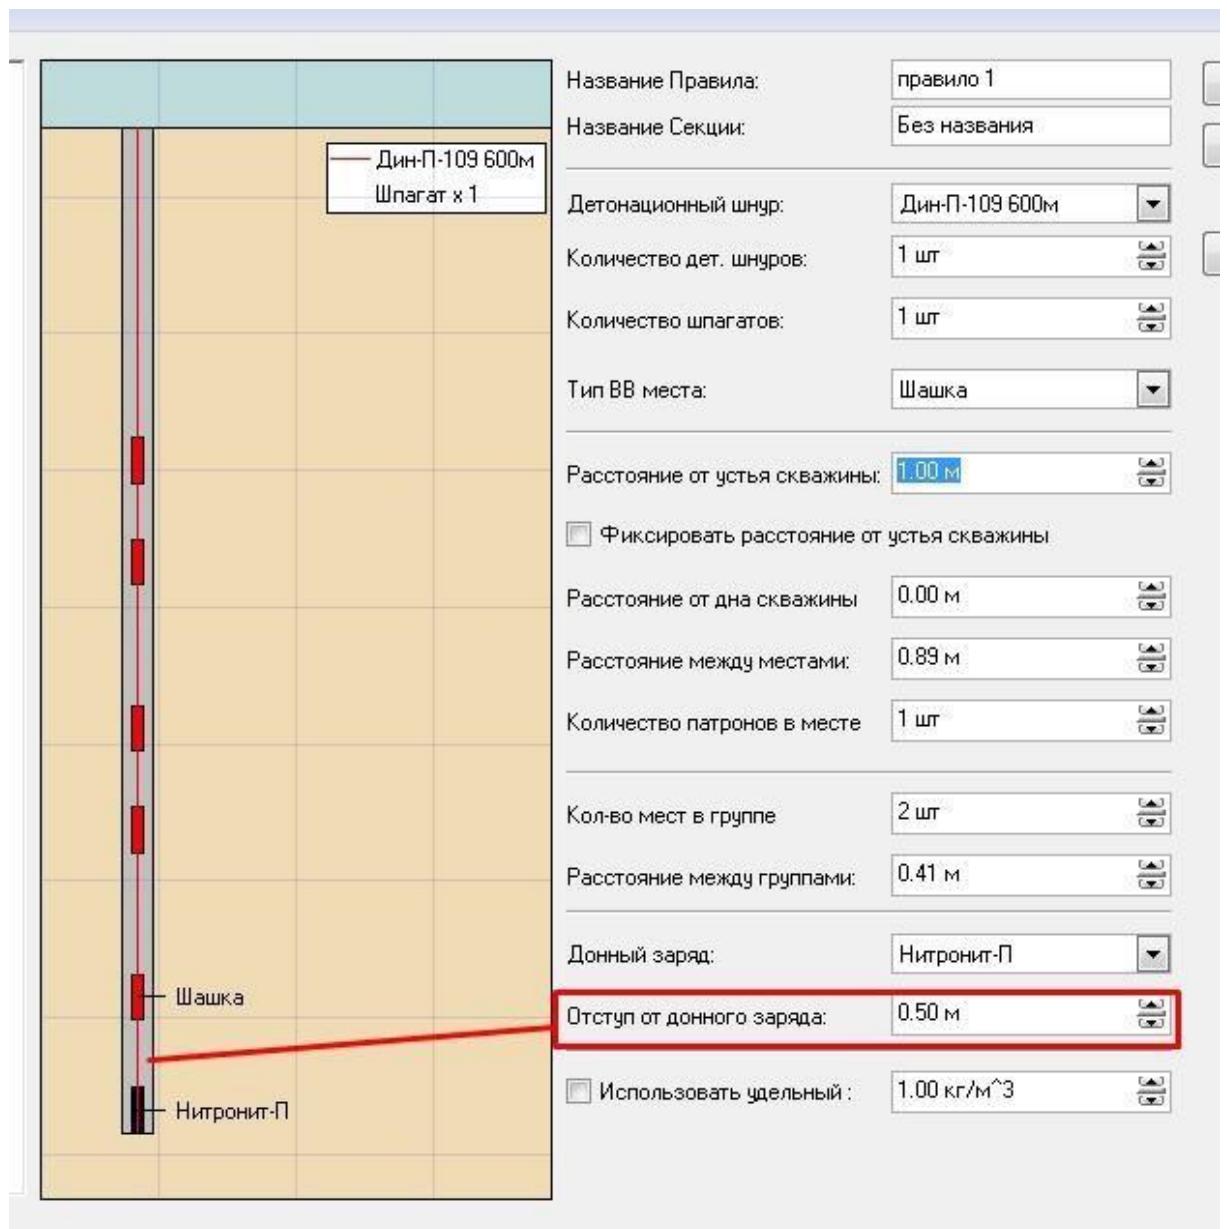 Дин-П-109 600м
Шпагат x 1
Шашка
Нитронит-П
Название Правила: правило 1
Название Секции: Без названия
Детонационный шнур: Дин-П-109 600м
Количество дет. шнуров: 1 шт
Количество шпагатов: 1 шт
Тип ВВ места: Шашка
Расстояние от устья скважины: 1.00 м
Фиксировать расстояние от устья скважины
Расстояние от дна скважины 0.00 м
Расстояние между местами: 0.89 м
Количество патронов в месте 1 шт
Кол-во мест в группе 2 шт
Расстояние между группами: 0.41 м
Донный заряд: Нитронит-П
Отступ от донного заряда: 0.50 м
Использовать удельный : 1.00 кг/м^3